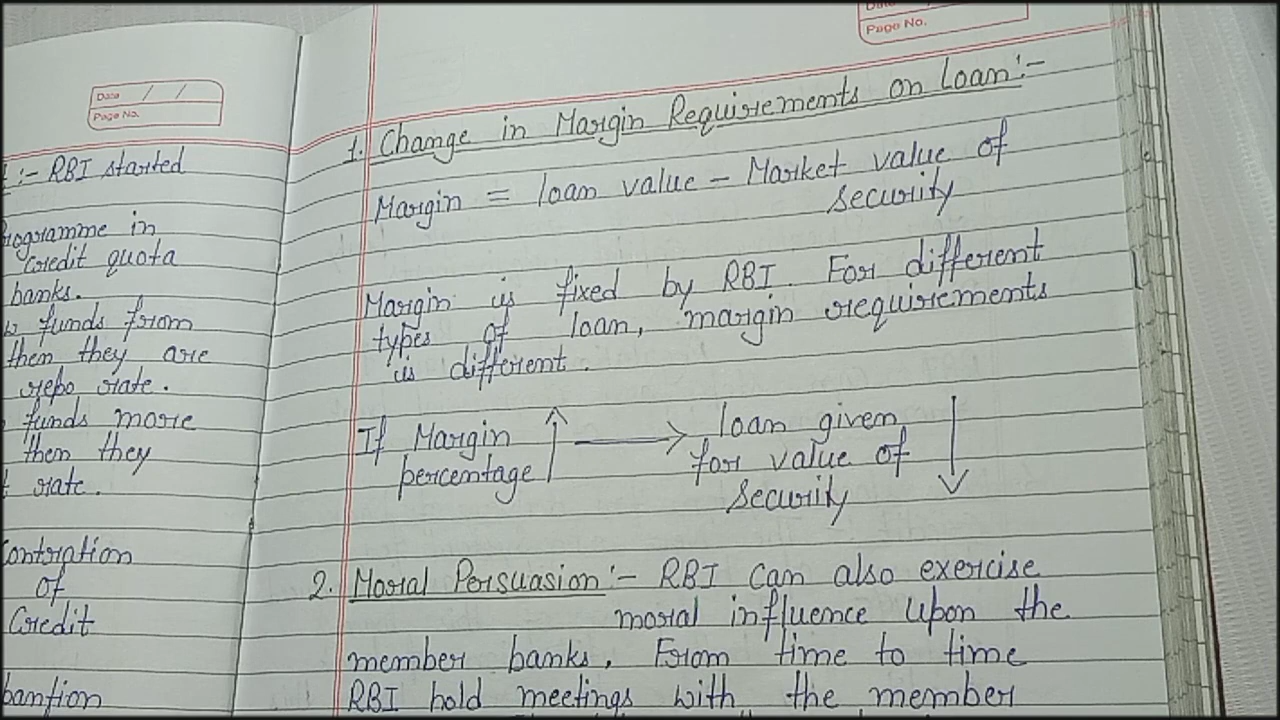 Date / /
Page No.
:- RBI started
rogramme in
credit quota
banks.
funds from
then they are
repo rate.
funds more
then they
rate.
Contration
of
Credit
Date
Page No.
1. Change in Margin Requirements on Loan :-
Margin = loan value - Market value of
security
Margin is fixed by RBI. For different
types of loan, margin requirements
is different.
If Margin ↑ → loan given ↓
percentage for value of
security
2. Moral Persuasion :- RBI can also exercise
moral influence upon the
member banks. From time to time
RBI hold meetings with the member